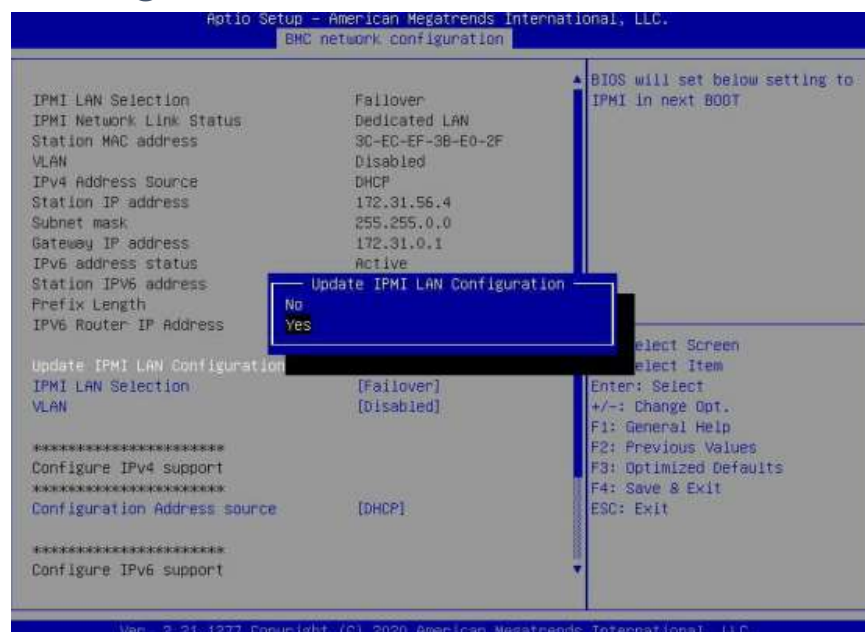 Aptio Setup – American Megatrends International, LLC.
BMC network configuration
IPMI LAN Selection Failover
IPMI Network Link Status Dedicated LAN
Station MAC address 3C-EC-EF-3B-E0-2F
VLAN Disabled
IPv4 Address Source DHCP
Station IP address 172.31.56.4
Subnet mask 255.255.0.0
Gateway IP address 172.31.0.1
IPv6 address status Active
Station IPV6 address
Prefix Length
IPV6 Router IP Address
Update IPMI LAN Configuration
No
Yes
Update IPMI LAN Configuration
IPMI LAN Selection [Failover]
VLAN [Disabled]
***********************
Configure IPv4 support
***********************
Configuration Address source [DHCP]
***********************
Configure IPv6 support
BIOS will set below setting to
IPMI in next BOOT
elect Screen
elect Item
Enter: Select
+/-: Change Opt.
F1: General Help
F2: Previous Values
F3: Optimized Defaults
F4: Save & Exit
ESC: Exit
Ver. 2.21.1277 Copyright (C) 2020 American Megatrends International, LLC